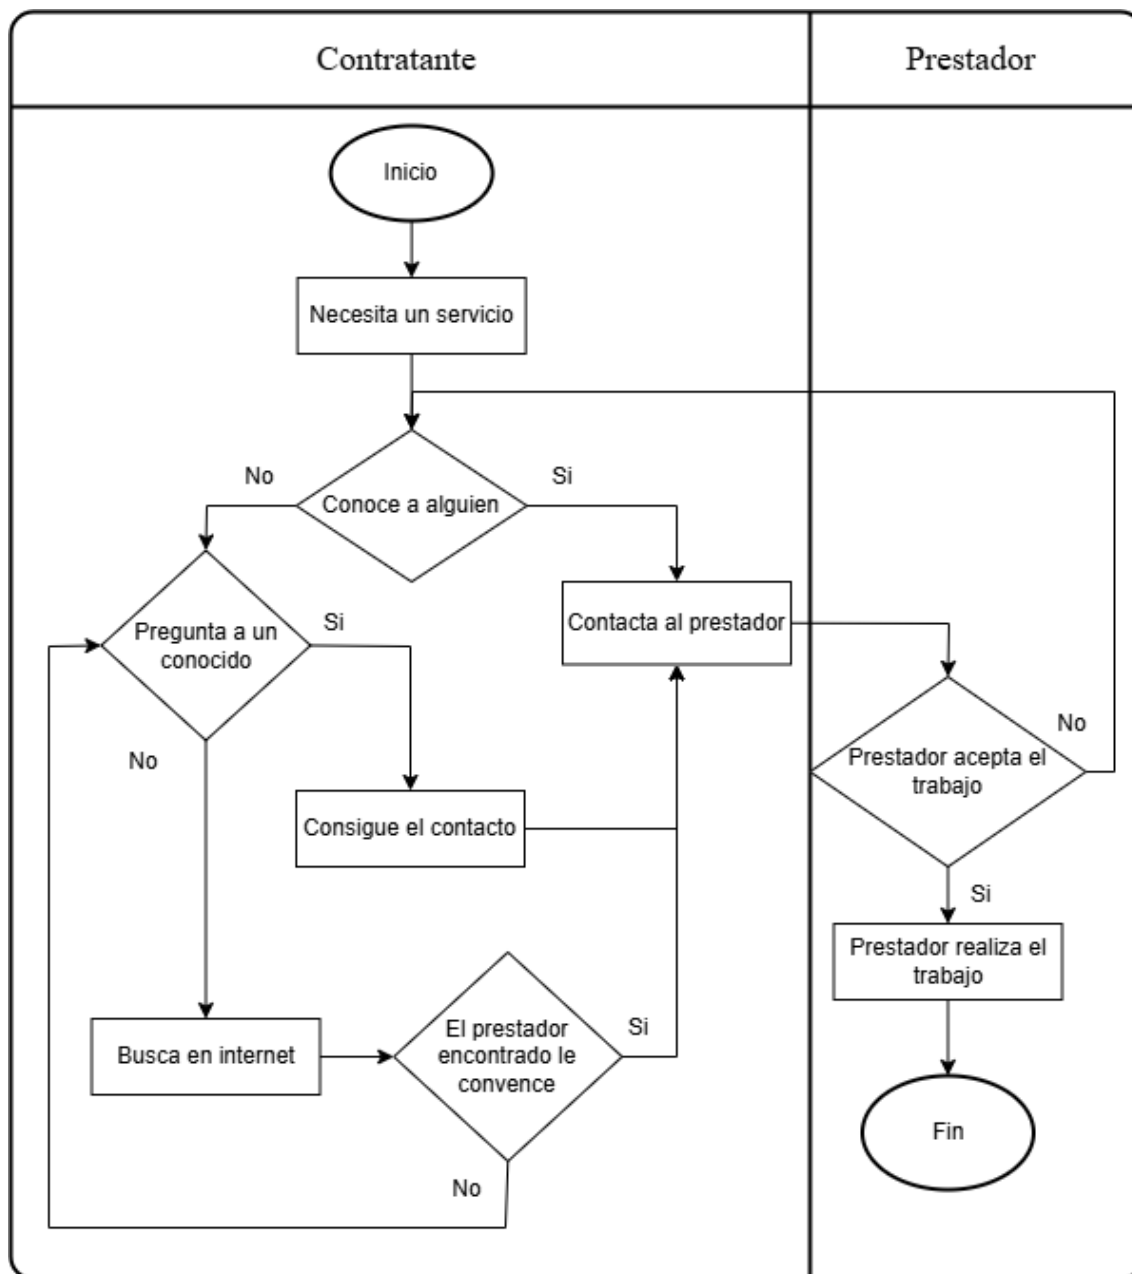 Contratante
Prestador
Inicio
Necesita un servicio
No
Si
Conoce a alguien
Pregunta a un
conocido
Si
Contacta al prestador
No
No
Prestador acepta el
trabajo
Consigue el contacto
Si
Prestador realiza el
trabajo
Busca en internet
El prestador
encontrado le
convence
Si
Fin
No